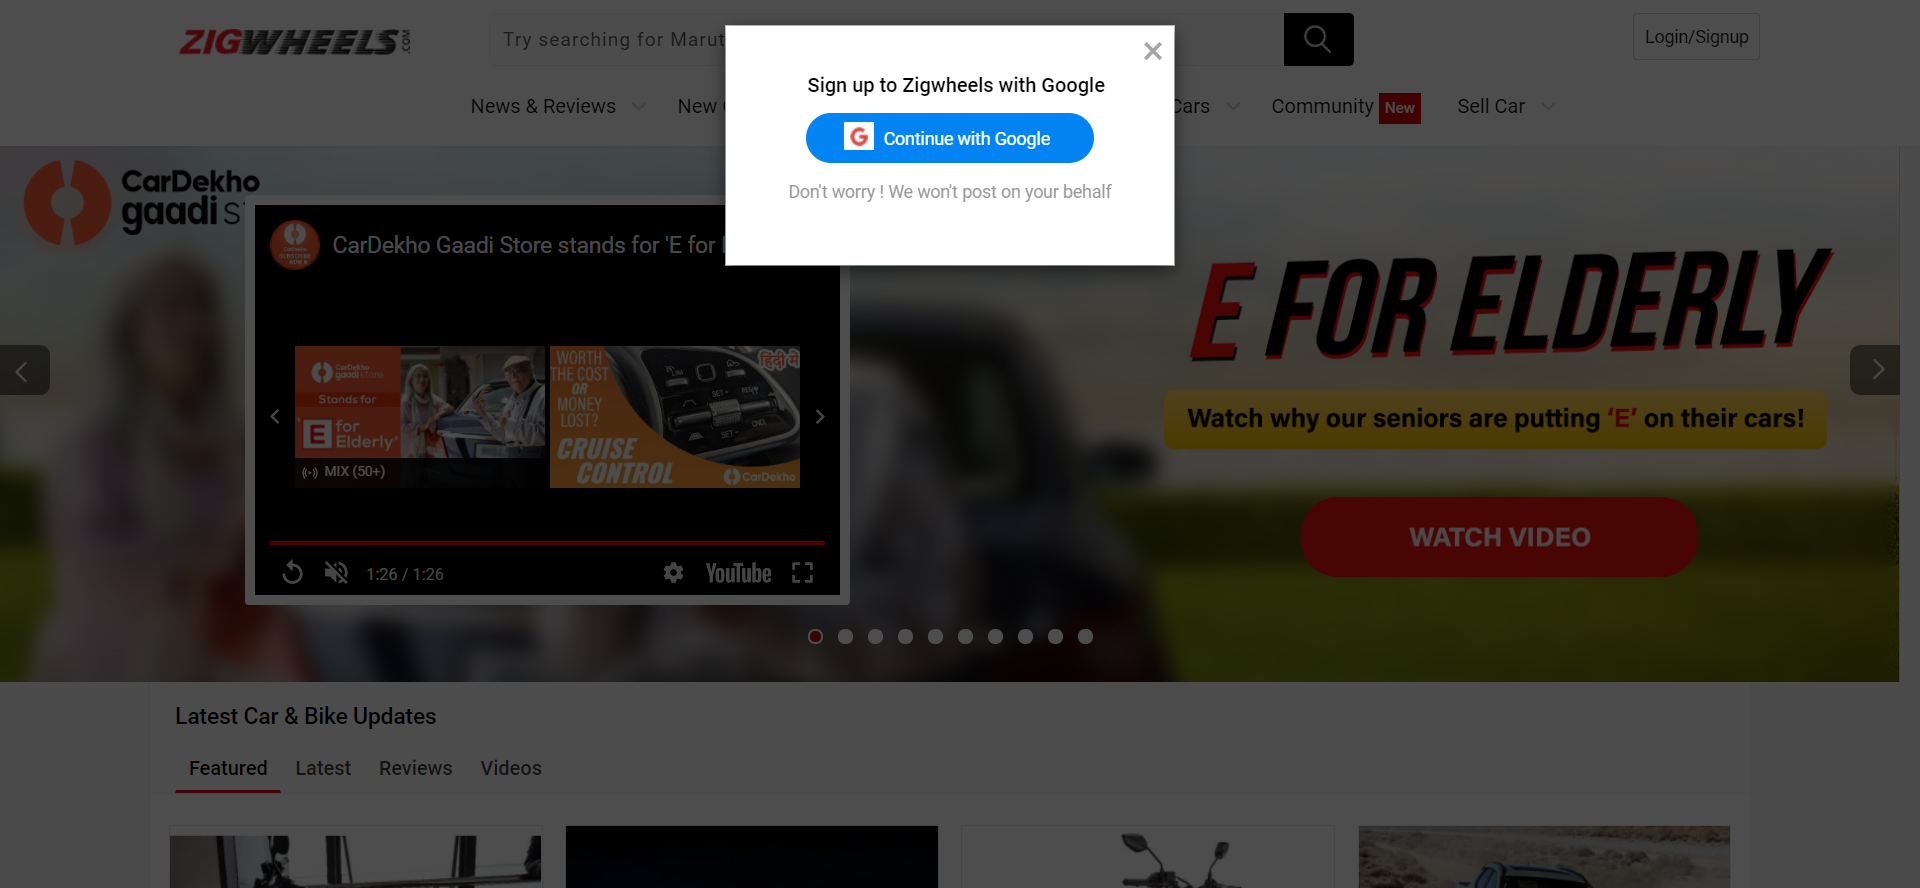 ZIGWHEELS.COM
Try searching for Marut
Login/Signup
News & Reviews
New
Cars
Community New
Sell Car
Sign up to Zigwheels with Google
Continue with Google
Don't worry ! We won't post on your behalf
CarDekho
gaadi
CarDekho Gaadi Store stands for 'E for
CarDekho
gaadi store
Stands for
'E for
Elderly'
MIX (50+)
WORTH
THE COST
OR
MONEY
LOST?
CRUISE
CONTROL
हिंदी में
CarDekho
1:26 / 1:26
YouTube
E FOR ELDERLY
Watch why our seniors are putting 'E' on their cars!
WATCH VIDEO
Latest Car & Bike Updates
Featured
Latest
Reviews
Videos